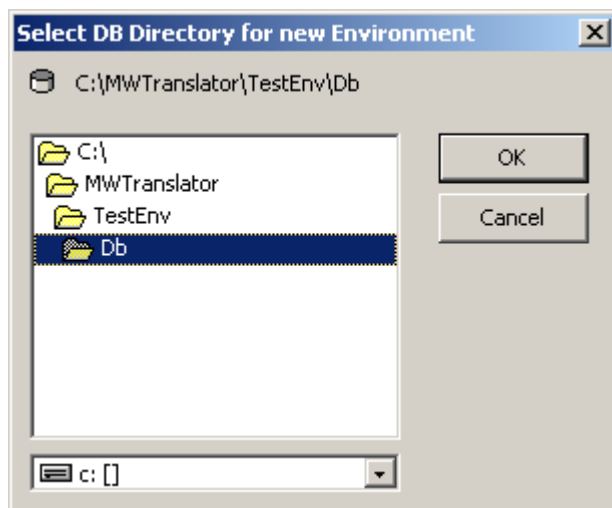 Select DB Directory for new Environment
C:\MWTranslator\TestEnv\Db
C:\
MWTranslator
TestEnv
Db
OK
Cancel
c: []